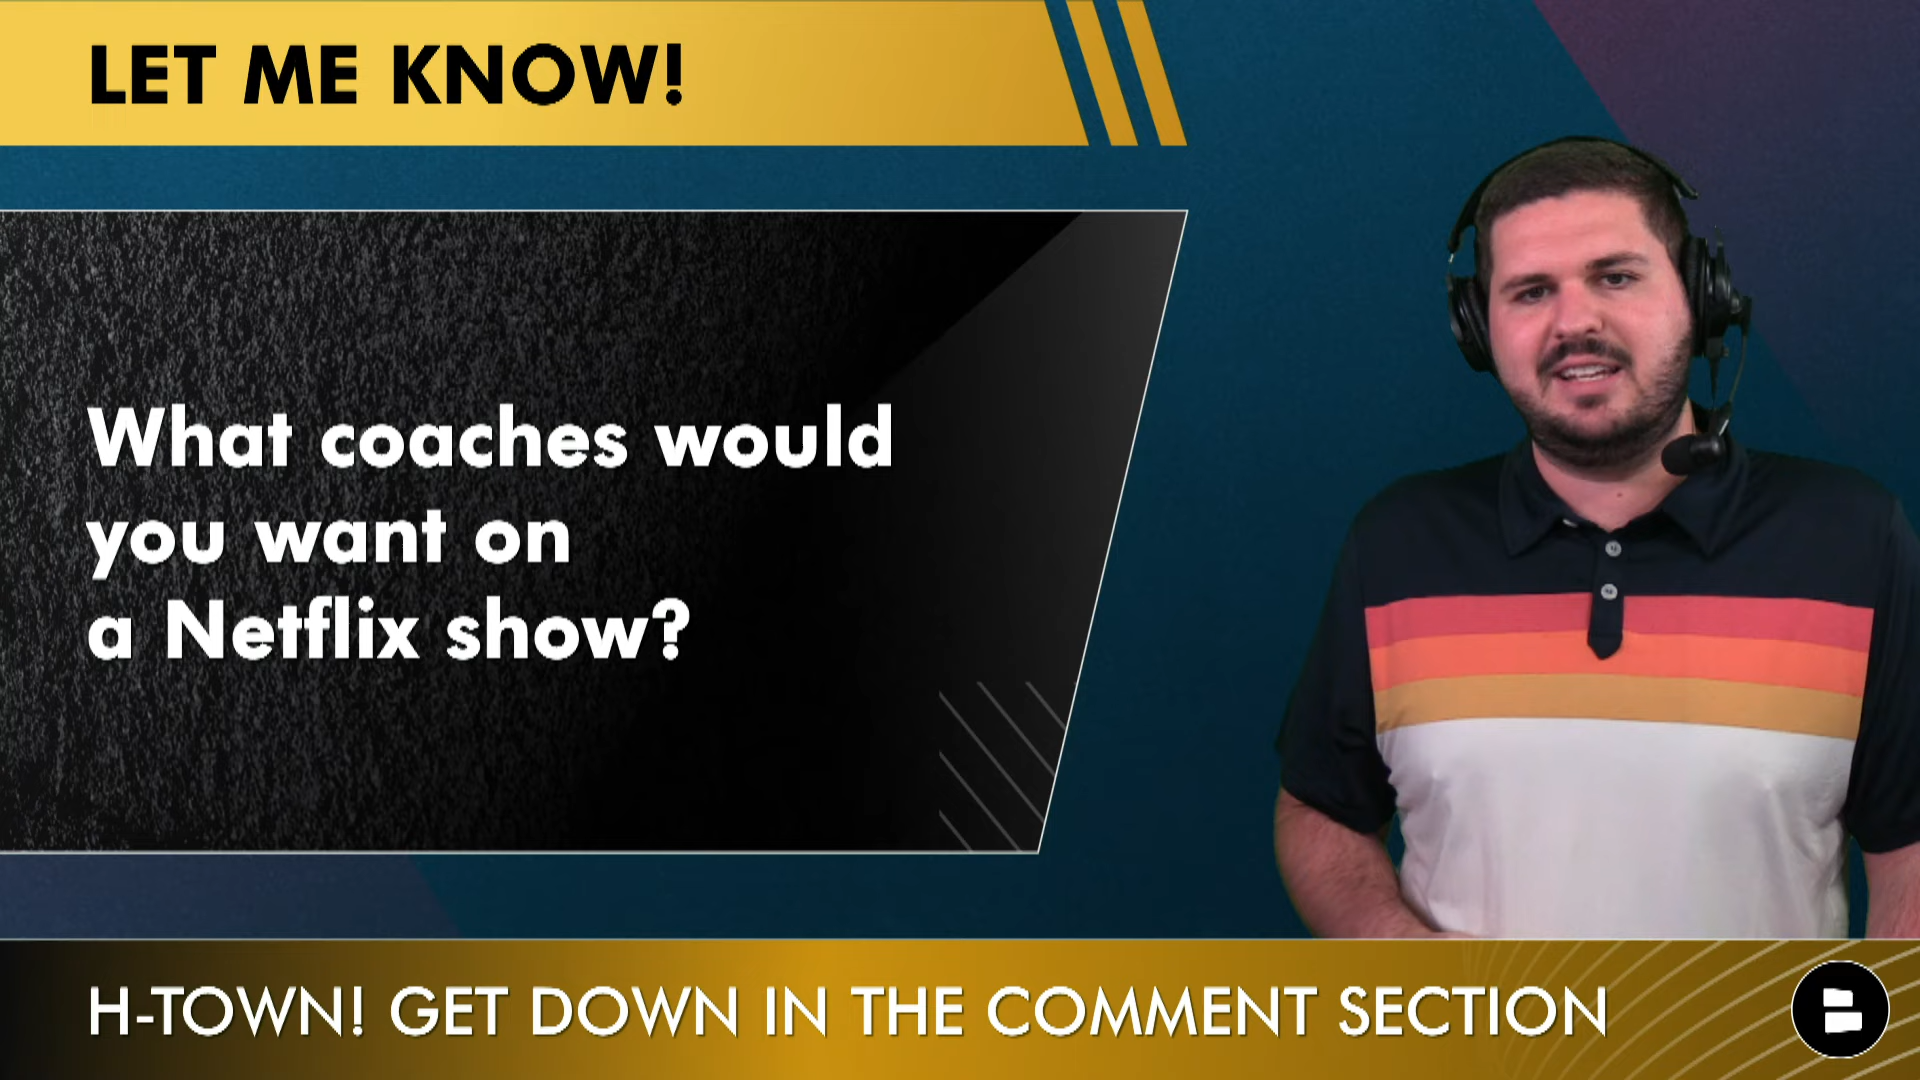 LET ME KNOW!
What coaches would
you want on
a Netflix show?
H-TOWN! GET DOWN IN THE COMMENT SECTION